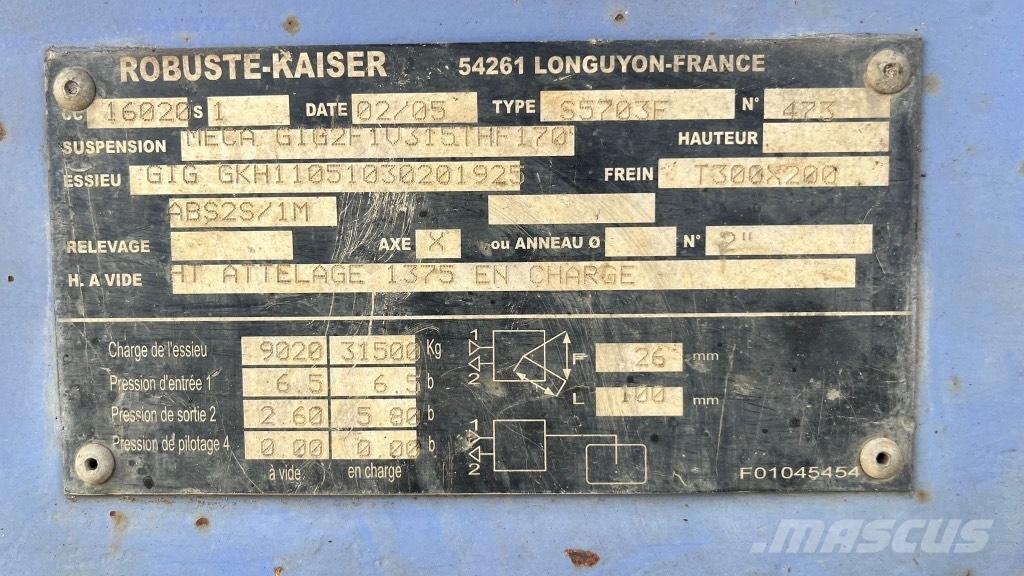 ROBUSTE-KAISER 54261 LONGUYON-FRANCE
16020 S 1 DATE 02/05 TYPE S5703F N° 473
SUSPENSION MECA GIG2F1V315THF170 HAUTEUR
ESSIEU GIG GKH11051030201925 FREIN T300X200
ABS2S/1M
RELEVAGE AXE X ou ANNEAU Ø N° 2"
H. A VIDE HT ATTELAGE 1375 EN CHARGE
Charge de l'essieu 9020 31500 Kg 1 2 F 26 mm
Pression d'entrée 1 6.5 6.5 b L 100 mm
Pression de sortie 2 2.60 5 80 b 1
Pression de pilotage 4 0.00 0.00 b 2
à vide en charge F01045454
MASCUS